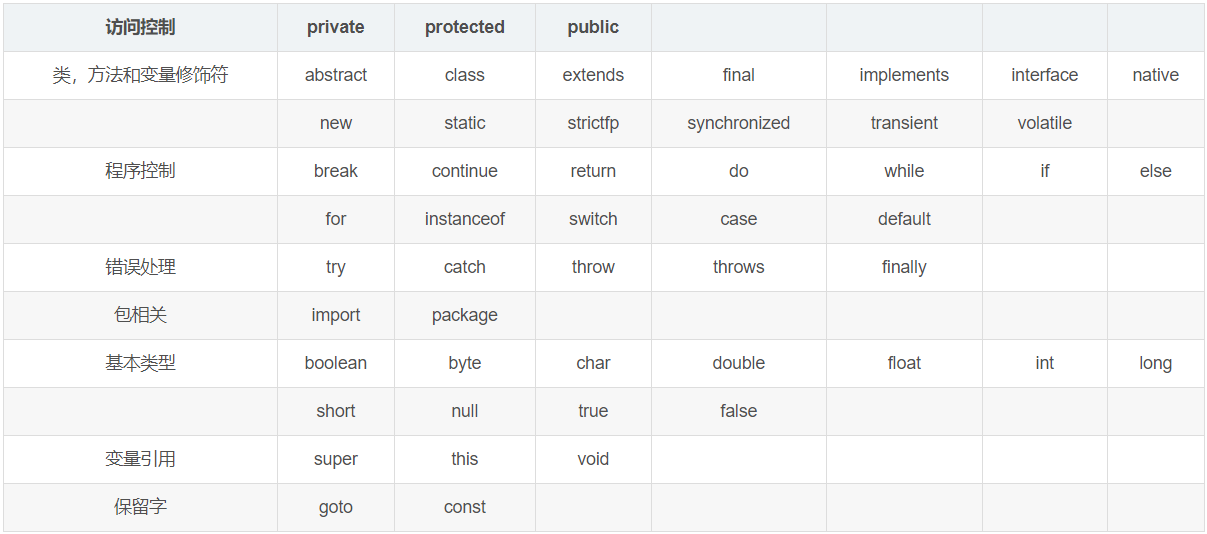 访问控制 private protected public
类，方法和变量修饰符 abstract class extends final implements interface native
new static strictfp synchronized transient volatile
程序控制 break continue return do while if else
for instanceof switch case default
错误处理 try catch throw throws finally
包相关 import package
基本类型 boolean byte char double float int long
short null true false
变量引用 super this void
保留字 goto const